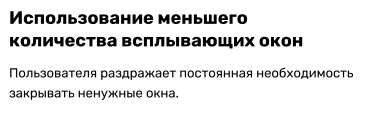 Использование меньшего
количества всплывающих окон
Пользователя раздражает постоянная необходимость
закрывать ненужные окна.